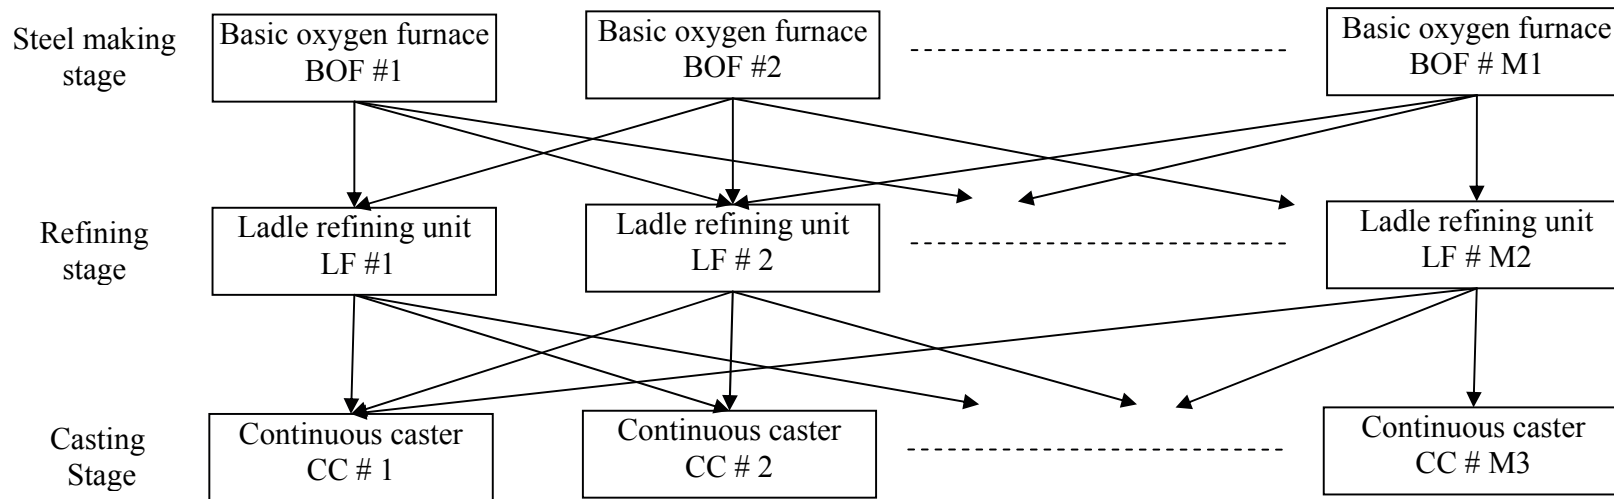 Steel making
stage
Basic oxygen furnace
BOF #1
Basic oxygen furnace
BOF #2
Basic oxygen furnace
BOF # M1
Refining
stage
Ladle refining unit
LF #1
Ladle refining unit
LF # 2
Ladle refining unit
LF # M2
Casting
Stage
Continuous caster
CC # 1
Continuous caster
CC # 2
Continuous caster
CC # M3